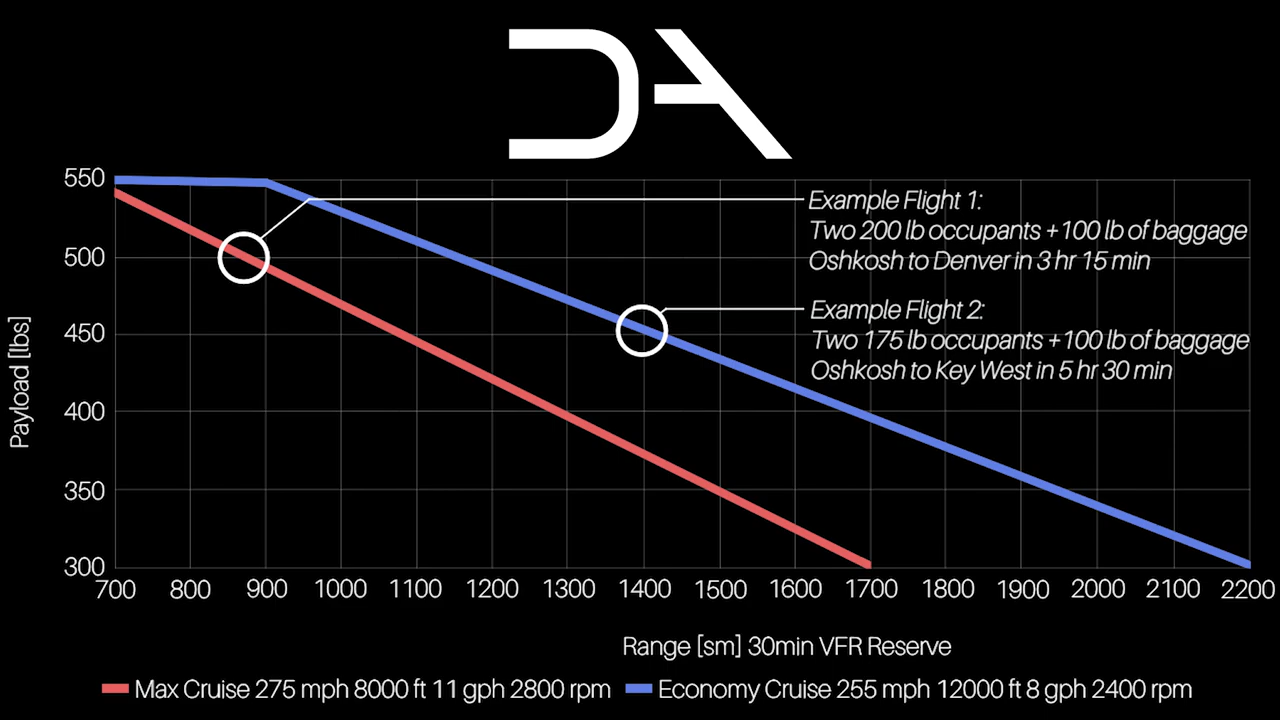 DA
550
Example Flight 1:
Two 200 lb occupants +100 lb of baggage
500
Oshkosh to Denver in 3 hr 15 min
Example Flight 2:
450
Two 175 lb occupants +100 lb of baggage
Oshkosh to Key West in 5 hr 30 min
Payload [lbs]
400
350
300
700 800 900 1000 1100 1200 1300 1400 1500 1600 1700 1800 1900 2000 2100 2200
Range [sm] 30min VFR Reserve
Max Cruise 275 mph 8000 ft 11 gph 2800 rpm Economy Cruise 255 mph 12000 ft 8 gph 2400 rpm